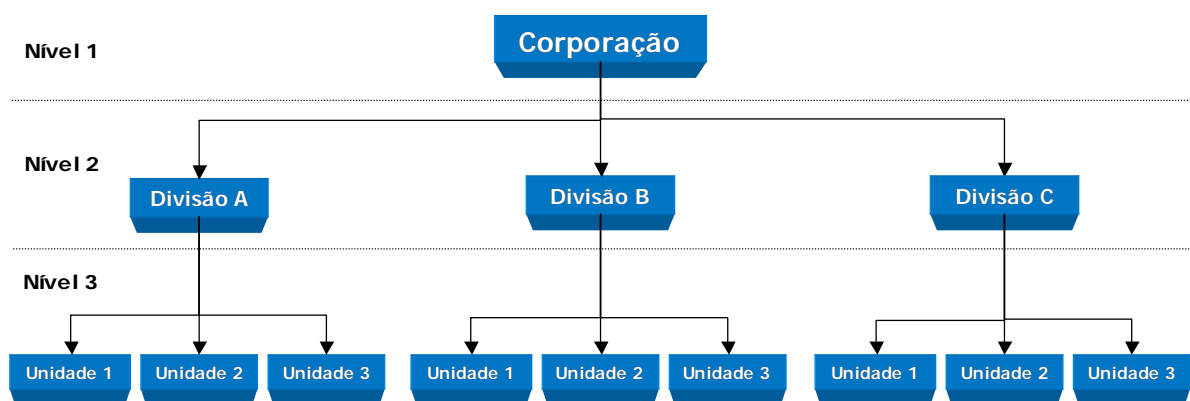 Nível 1
Corporação
Nível 2
Divisão A
Divisão B
Divisão C
Nível 3
Unidade 1
Unidade 2
Unidade 3
Unidade 1
Unidade 2
Unidade 3
Unidade 1
Unidade 2
Unidade 3